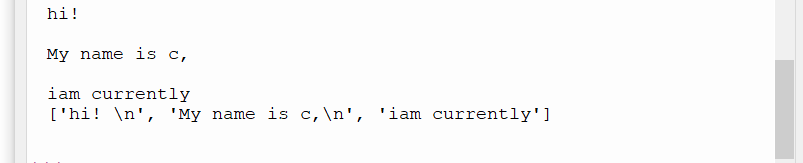 hi!
My name is c,
iam currently
['hi! \n', 'My name is c,\n', 'iam currently']